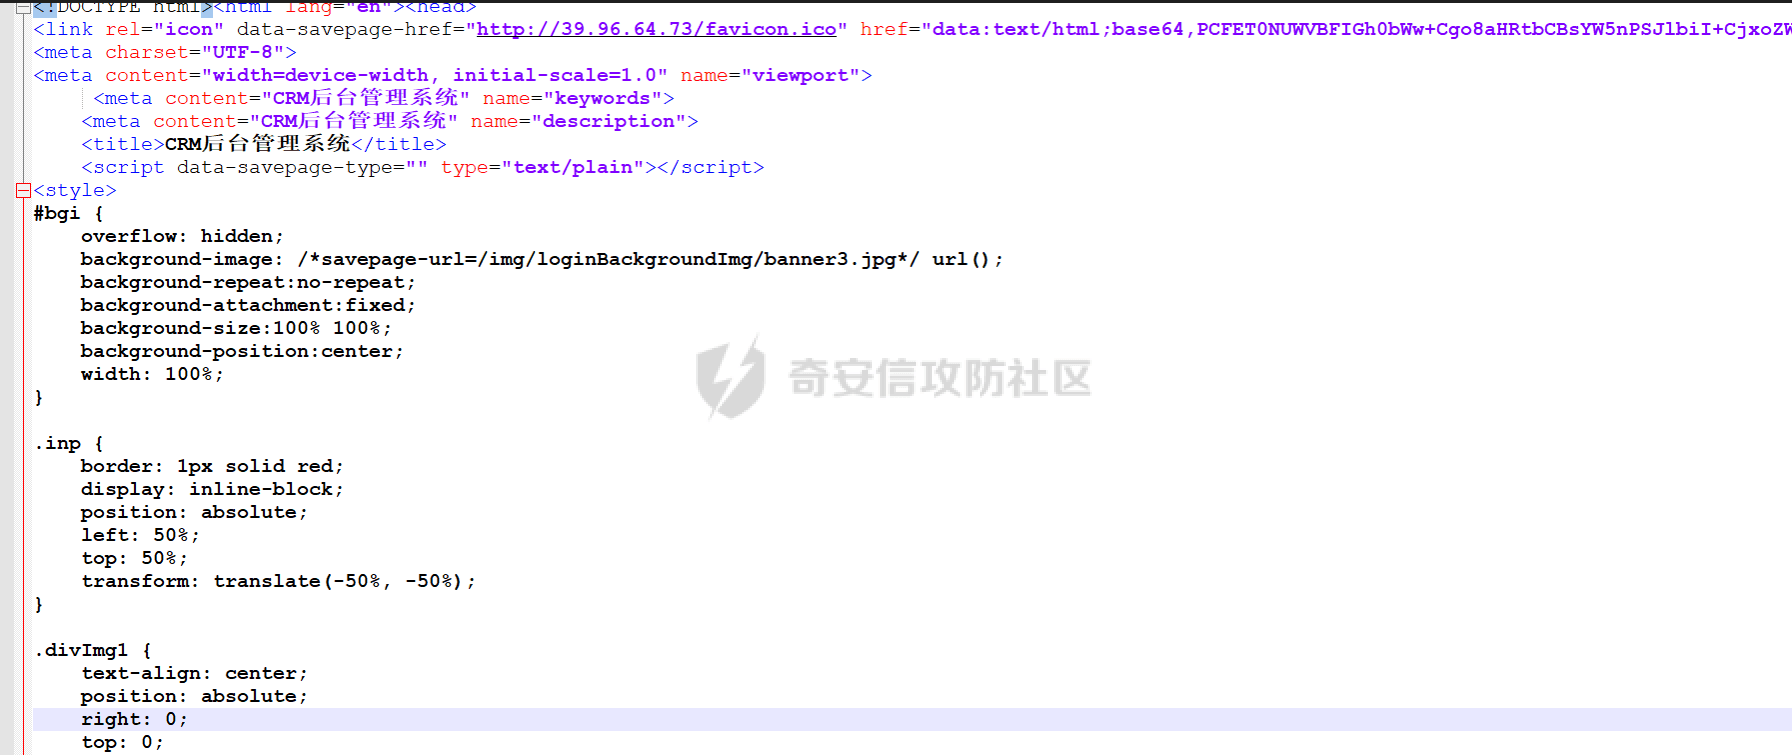 <!DOCTYPE html><html lang="en"><head>
<link rel="icon" data-savepage-href="http://39.96.64.73/favicon.ico" href="data:text/html;base64,PCFET0NUWVBFIGh0bWw+Cgo8aHRtbCBsYW5nPSJlbiI+CjxoZW
<meta charset="UTF-8">
<meta content="width=device-width, initial-scale=1.0" name="viewport">
<meta content="CRM后台管理系统" name="keywords">
<meta content="CRM后台管理系统" name="description">
<title>CRM后台管理系统</title>
<script data-savepage-type="" type="text/plain"></script>
<style>
#bgi {
overflow: hidden;
background-image: /*savepage-url=/img/loginBackgroundImg/banner3.jpg*/ url();
background-repeat:no-repeat;
background-attachment:fixed;
background-size:100% 100%;
background-position:center;
width: 100%;
}
奇安信攻防社区
.inp {
border: 1px solid red;
display: inline-block;
position: absolute;
left: 50%;
top: 50%;
transform: translate(-50%, -50%);
}
.divImg1 {
text-align: center;
position: absolute;
right: 0;
top: 0;